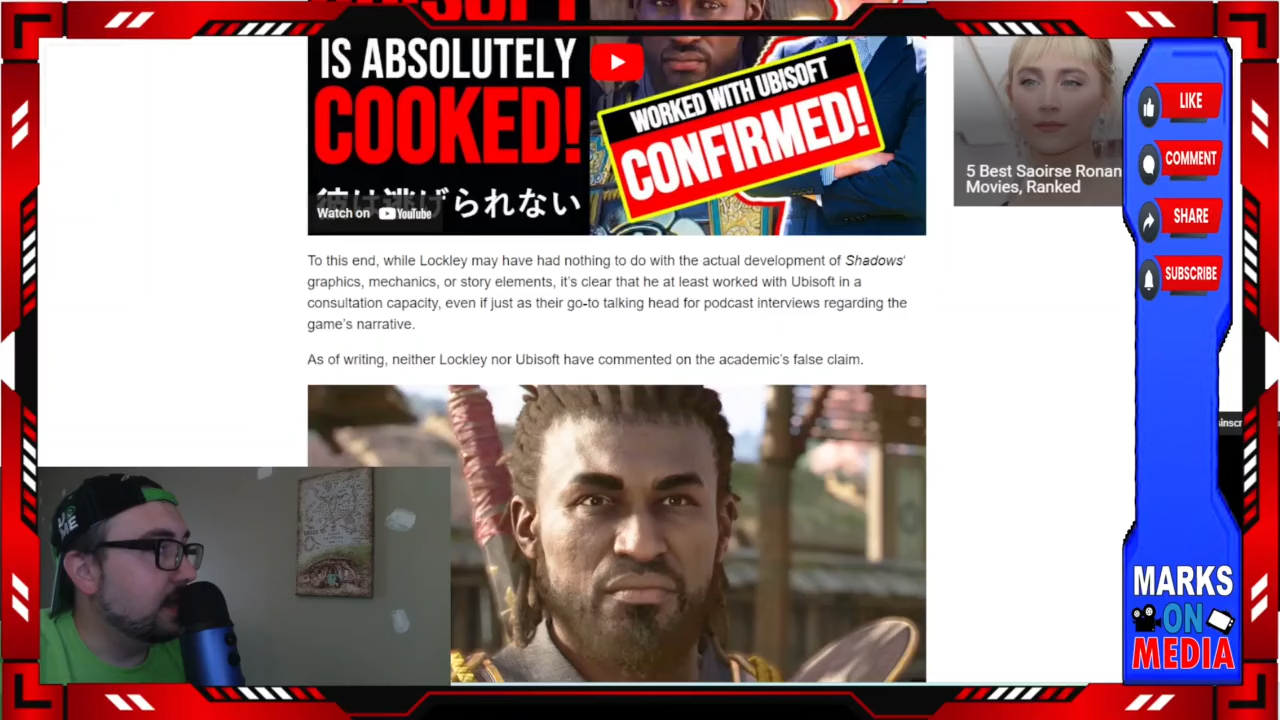 IS ABSOLUTELY
COOKED!
彼は逃げられない
Watch on YouTube
WORKED WITH UBISOFT
CONFIRMED!
5 Best Saoirse Ronan
Movies, Ranked
LIKE
COMMENT
SHARE
SUBSCRIBE
To this end, while Lockley may have had nothing to do with the actual development of Shadows'
graphics, mechanics, or story elements, it's clear that he at least worked with Ubisoft in a
consultation capacity, even if just as their go-to talking head for podcast interviews regarding the
game's narrative.
As of writing, neither Lockley nor Ubisoft have commented on the academic's false claim.
MARKS
ON
MEDIA